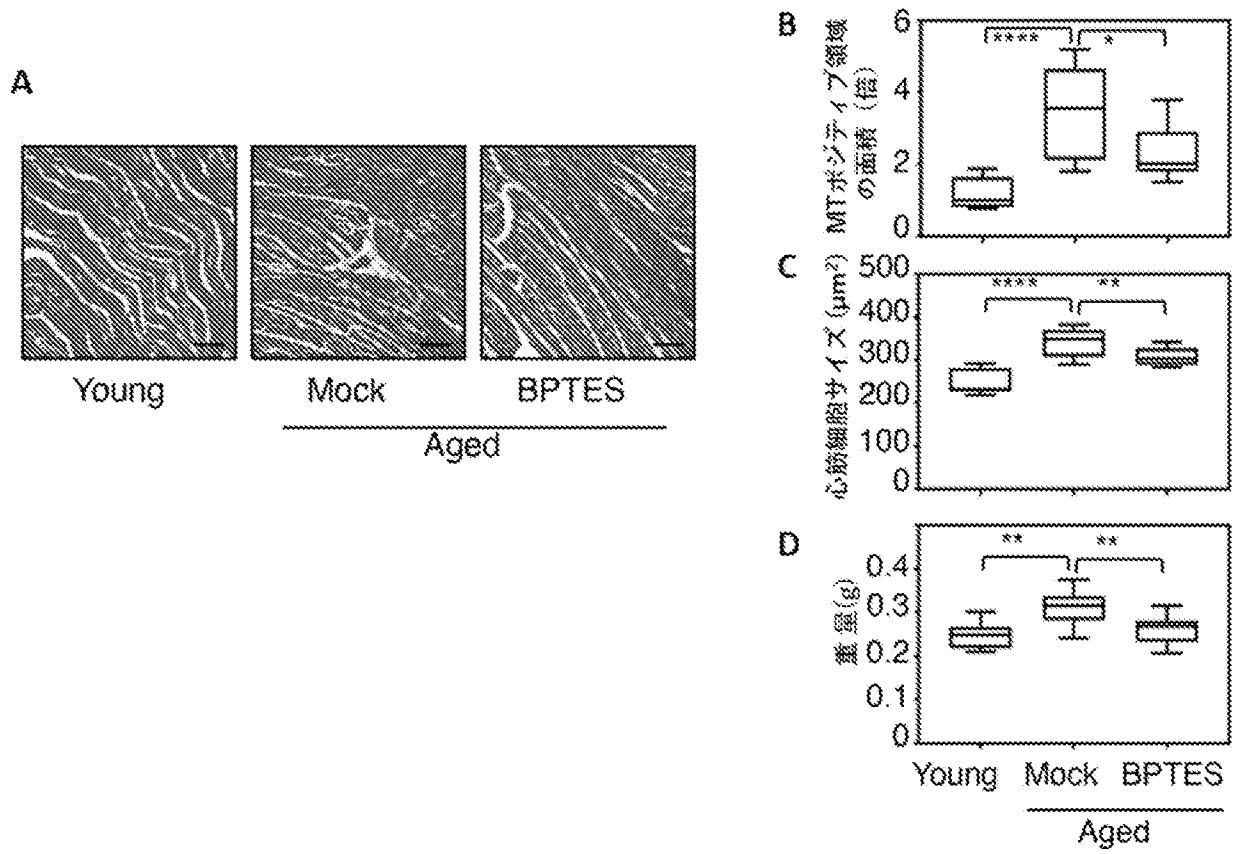 A
Young
Mock
BPTES
Aged
B
MTポジティブ領域
の面積（倍）
6
4
2
0
****
*
C
心筋細胞サイズ(μm²)
500
400
300
200
100
0
****
**
D
重量(g)
0.4
0.3
0.2
0.1
0
**
**
Young
Mock
BPTES
Aged